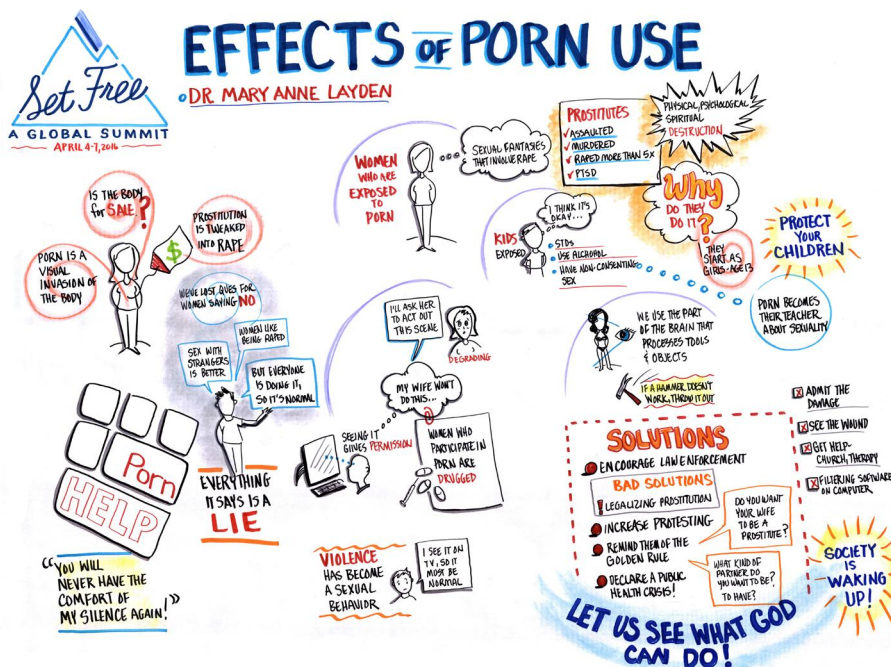 Set Free
A GLOBAL SUMMIT
APRIL 4-7, 2016
EFFECTS OF PORN USE
DR MARY ANNE LAYDEN
IS THE BODY
for SALE?
PROSTITUTION
IS TWEAKED
INTO RAPE
PORN IS A
VISUAL
INVASION OF
THE BODY
$
WOMEN
WHO ARE
EXPOSED
TO
PORN
SEXUAL FANTASIES
THAT INVOLVE RAPE
PROSTITUTES
ASSAULTED
MURDERED
RAPED MORE THAN 5X
PTSD
PHYSICAL, PSYCHOLOGICAL
SPIRITUAL
DESTRUCTION
Why
DO THEY
DO IT
?
THEY
START AS
GIRLS-AGE 13
KIDS
EXPOSED
I THINK IT'S
OKAY...
STDS
USE ALCHOHOL
HAVE NON-CONSENTING
SEX
PROTECT
YOUR
CHILDREN
PORN BECOMES
THEIR TEACHER
ABOUT SEXUALITY
WE'VE LOST QUES FOR
WOMEN SAYING NO
SEX WITH
STRANGERS
IS BETTER
WOMEN LIKE
BEING RAPED
BUT EVERYONE
IS DOING IT,
SO IT'S NORMAL
EVERYTHING
IT SAYS IS A
LIE
I'LL ASK HER
TO ACT OUT
THIS SCENE
DEGRADING
MY WIFE WON'T
DO THIS...
SEEING IT
GIVES PERMISSION
WOMEN WHO
PARTICIPATE IN
PORN ARE
DRUGGED
WE USE THE PART
OF THE BRAIN THAT
PROCESSES TOOLS
& OBJECTS
IF A HAMMER DOESN'T
WORK, THROW IT OUT
Porn
HELP
"YOU WILL
NEVER HAVE THE
COMFORT OF
MY SILENCE AGAIN!"
VIOLENCE
HAS BECOME
A SEXUAL
BEHAVIOR
I SEE IT ON
TV, SO IT
MUST BE
NORMAL
SOLUTIONS
ENCOURAGE LAW ENFORCEMENT
BAD SOLUTIONS
! LEGALIZING PROSTITUTION
INCREASE PROTESTING
REMIND THEM OF THE
GOLDEN RULE
DECLARE A PUBLIC
HEALTH CRISIS!
DO YOU WANT
YOUR WIFE
TO BE A
PROSTITUTE?
WHAT KIND OF
PARTNER DO
YOU WANT TO BE?
TO HAVE?
ADMIT THE
DAMAGE
SEE THE WOUND
GET HELP-
CHURCH, THERAPY
FILTERING SOFTWARE
ON COMPUTER
SOCIETY
IS
WAKING
UP!
LET US SEE WHAT GOD
CAN DO!